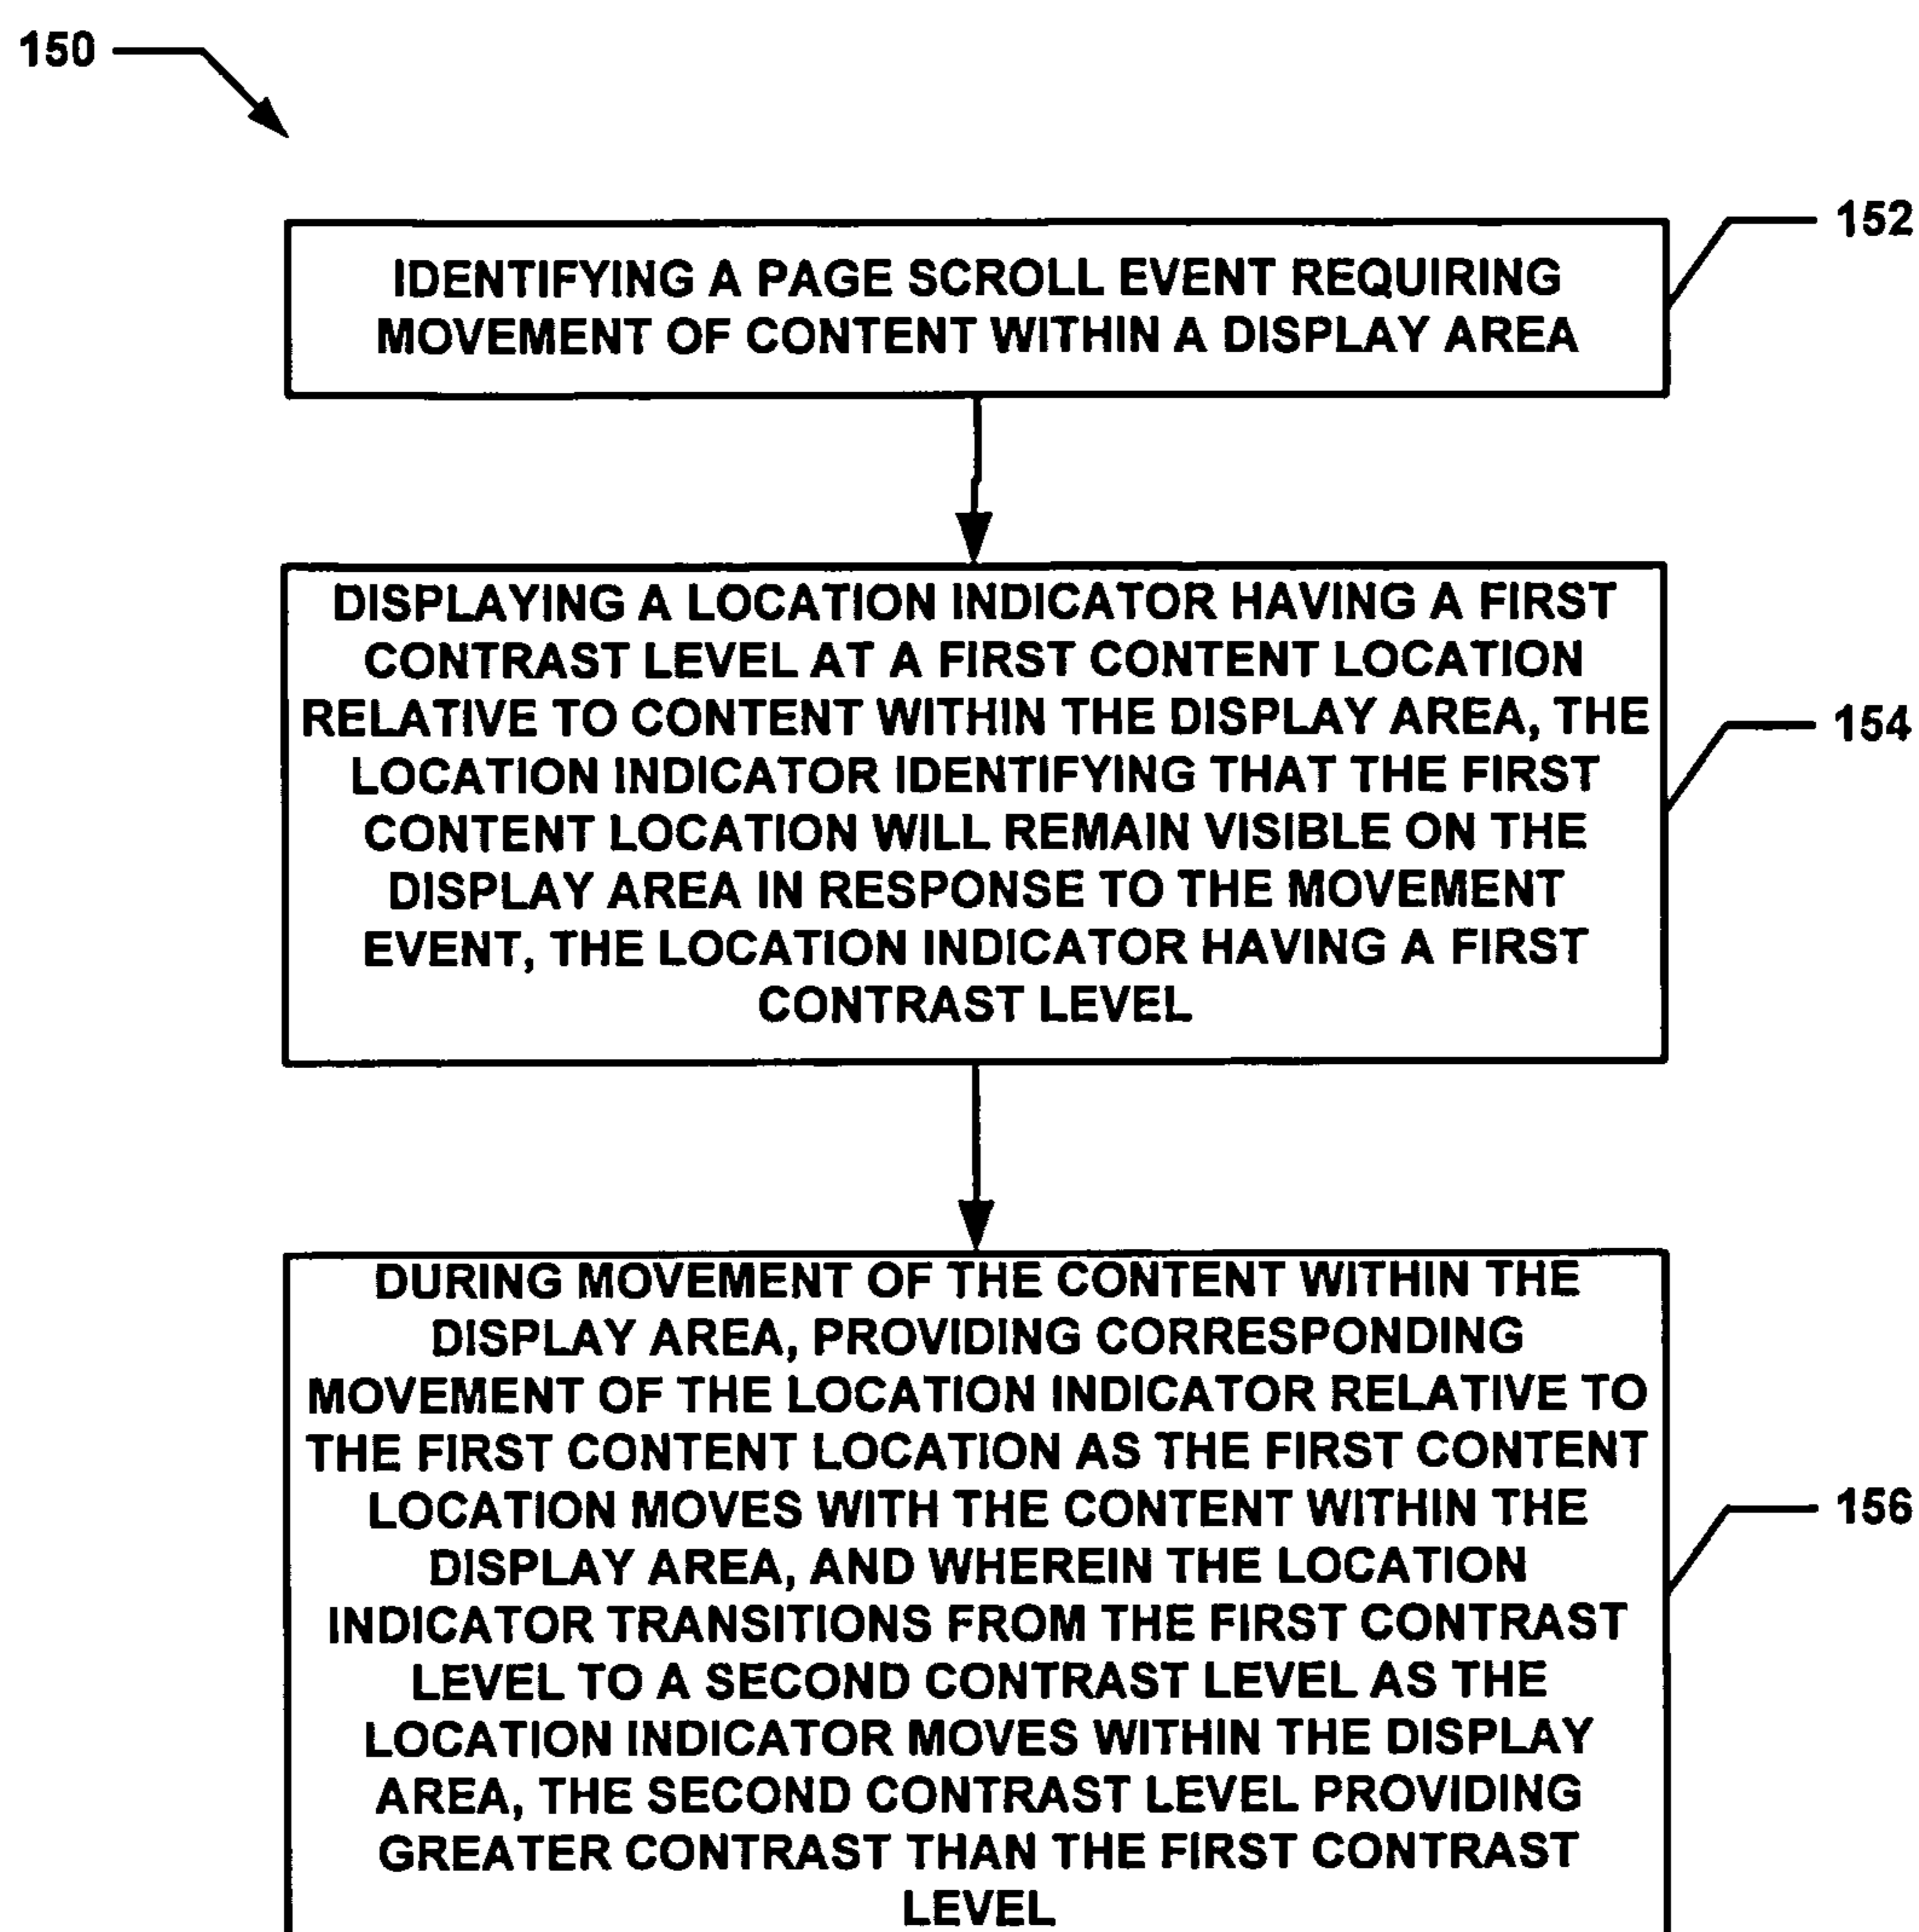 150
152
IDENTIFYING A PAGE SCROLL EVENT REQUIRING
MOVEMENT OF CONTENT WITHIN A DISPLAY AREA
DISPLAYING A LOCATION INDICATOR HAVING A FIRST
CONTRAST LEVEL AT A FIRST CONTENT LOCATION
RELATIVE TO CONTENT WITHIN THE DISPLAY AREA, THE
LOCATION INDICATOR IDENTIFYING THAT THE FIRST
CONTENT LOCATION WILL REMAIN VISIBLE ON THE
DISPLAY AREA IN RESPONSE TO THE MOVEMENT
EVENT, THE LOCATION INDICATOR HAVING A FIRST
CONTRAST LEVEL
154
DURING MOVEMENT OF THE CONTENT WITHIN THE
DISPLAY AREA, PROVIDING CORRESPONDING
MOVEMENT OF THE LOCATION INDICATOR RELATIVE TO
THE FIRST CONTENT LOCATION AS THE FIRST CONTENT
LOCATION MOVES WITH THE CONTENT WITHIN THE
DISPLAY AREA, AND WHEREIN THE LOCATION
INDICATOR TRANSITIONS FROM THE FIRST CONTRAST
LEVEL TO A SECOND CONTRAST LEVEL AS THE
LOCATION INDICATOR MOVES WITHIN THE DISPLAY
AREA, THE SECOND CONTRAST LEVEL PROVIDING
GREATER CONTRAST THAN THE FIRST CONTRAST
LEVEL
156